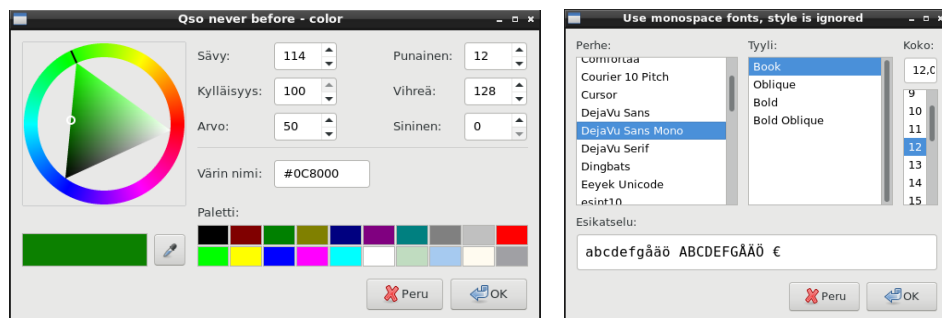 Qso never before - color
Sävy: 114 Punainen: 12
Kylläisyys: 100 Vihreä: 128
Arvo: 50 Sininen: 0
Värin nimi: #0C8000
Paletti:
Peru OK
Use monospace fonts, style is ignored
Perhe: Tyyli: Koko:
Comfortaa Book 12,0
Courier 10 Pitch Oblique 9
Cursor Bold 10
DejaVu Sans Bold Oblique 11
DejaVu Sans Mono 12
DejaVu Serif 13
Dingbats 14
Eeyek Unicode 15
esint10
Esikatselu:
abcdefgåäö ABCDEFGÅÄÖ €
Peru OK